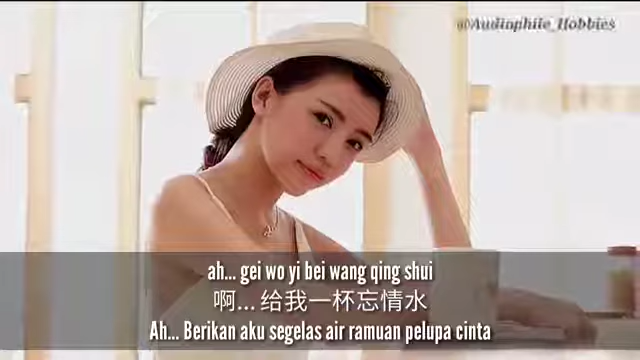 @Audiophile_Hobbies
ah... gei wo yi bei wang qing shui
啊... 给我一杯忘情水
Ah... Berikan aku segelas air ramuan pelupa cinta